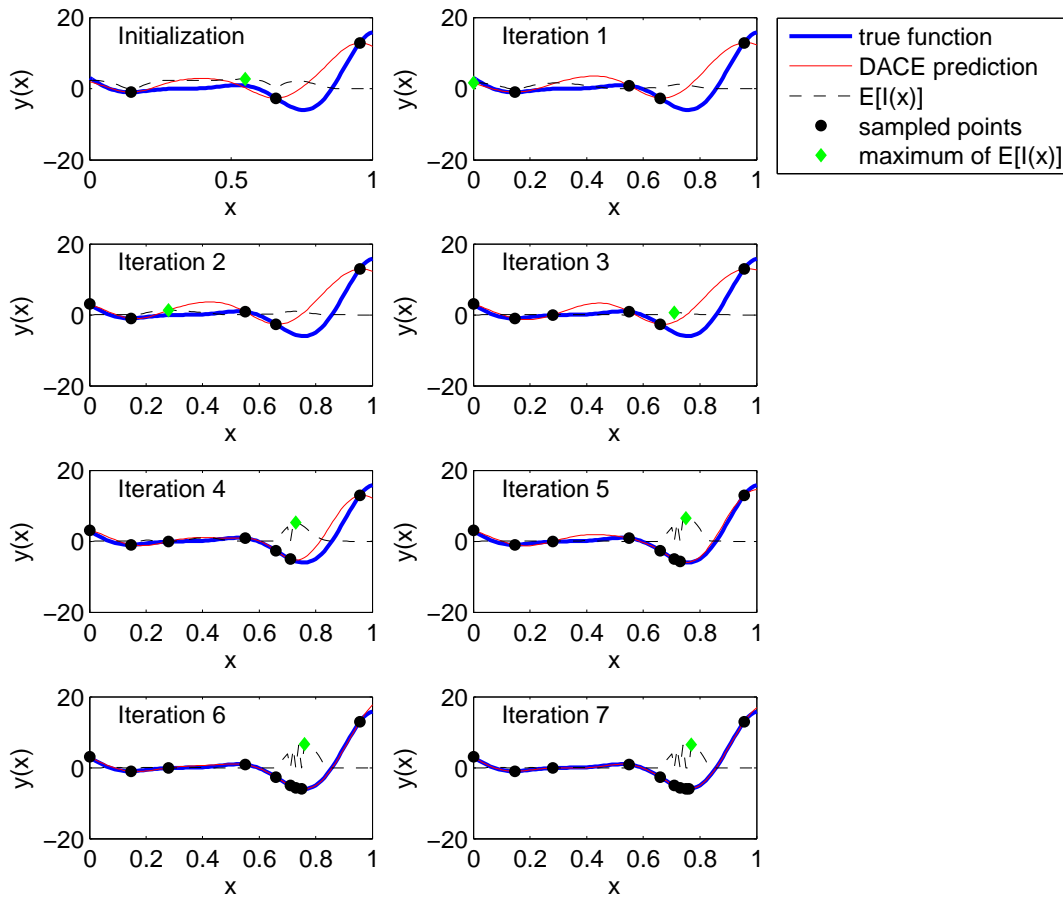 Initialization
20
0
−20
y(x)
0
0.5
1
x
Iteration 1
20
0
−20
y(x)
0
0.2
0.4
0.6
0.8
1
x
true function
DACE prediction
E[I(x)]
sampled points
maximum of E[I(x)]
Iteration 2
20
0
−20
y(x)
0
0.2
0.4
0.6
0.8
1
x
Iteration 3
20
0
−20
y(x)
0
0.2
0.4
0.6
0.8
1
x
Iteration 4
20
0
−20
y(x)
0
0.2
0.4
0.6
0.8
1
x
Iteration 5
20
0
−20
y(x)
0
0.2
0.4
0.6
0.8
1
x
Iteration 6
20
0
−20
y(x)
0
0.2
0.4
0.6
0.8
1
x
Iteration 7
20
0
−20
y(x)
0
0.2
0.4
0.6
0.8
1
x